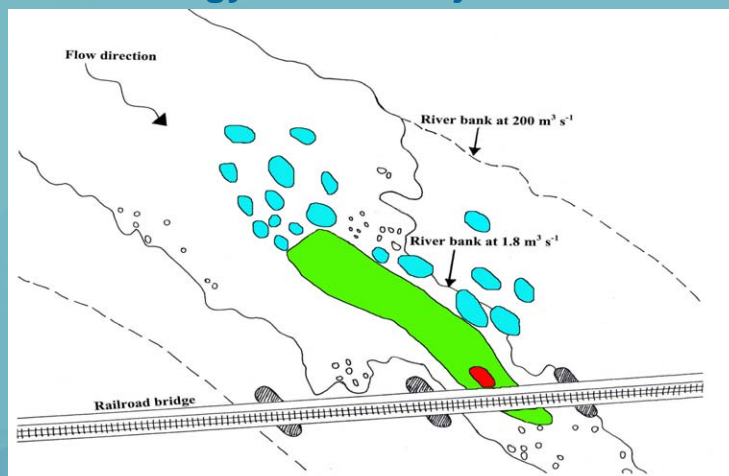 Flow direction
River bank at 200 m³ s⁻¹
River bank at 1.8 m³ s⁻¹
Railroad bridge